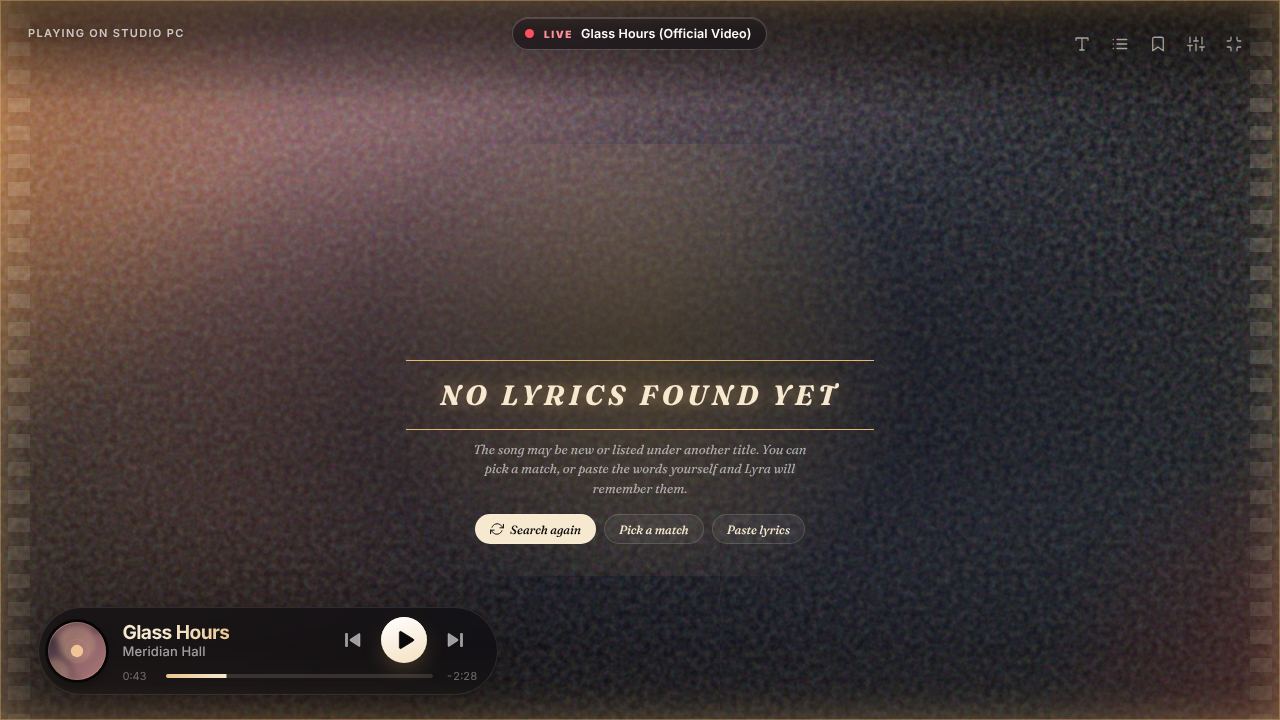 PLAYING ON STUDIO PC
LIVE Glass Hours (Official Video)
NO LYRICS FOUND YET
The song may be new or listed under another title. You can
pick a match, or paste the words yourself and Lyra will
remember them.
Search again
Pick a match
Paste lyrics
Glass Hours
Meridian Hall
0:43
-2:28